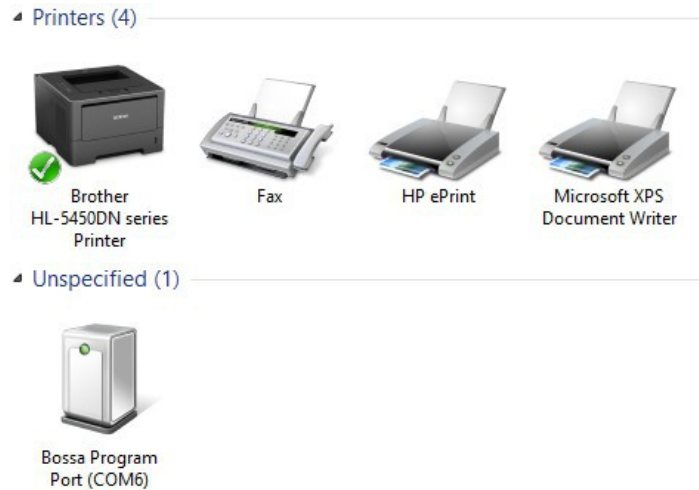 Printers (4)
Brother
HL-5450DN series
Printer
Fax
HP ePrint
Microsoft XPS
Document Writer
Unspecified (1)
Bossa Program
Port (COM6)